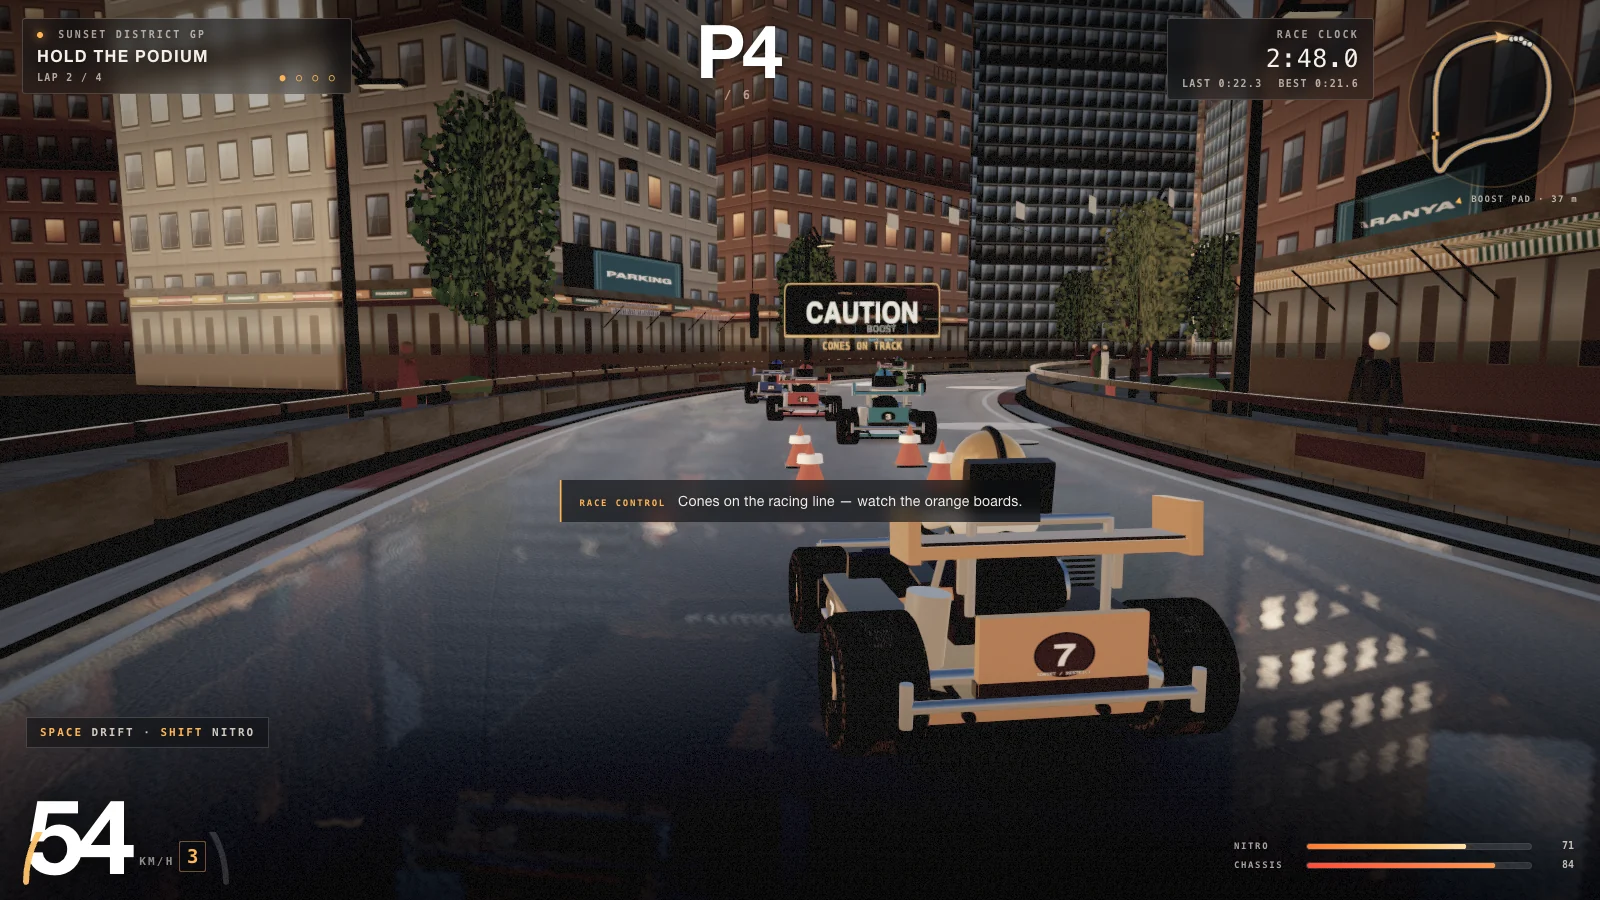 SUNSET DISTRICT GP
HOLD THE PODIUM
LAP 2 / 4
P4
/ 6
RACE CLOCK
2:48.0
LAST 0:22.3 BEST 0:21.6
BOOST PAD · 37 m
ARANYA
PARKING
CAUTION
BOOST
CONES ON TRACK
12
RACE CONTROL Cones on the racing line — watch the orange boards.
7
SPACE DRIFT · SHIFT NITRO
54 KM/H 3
NITRO 71
CHASSIS 84